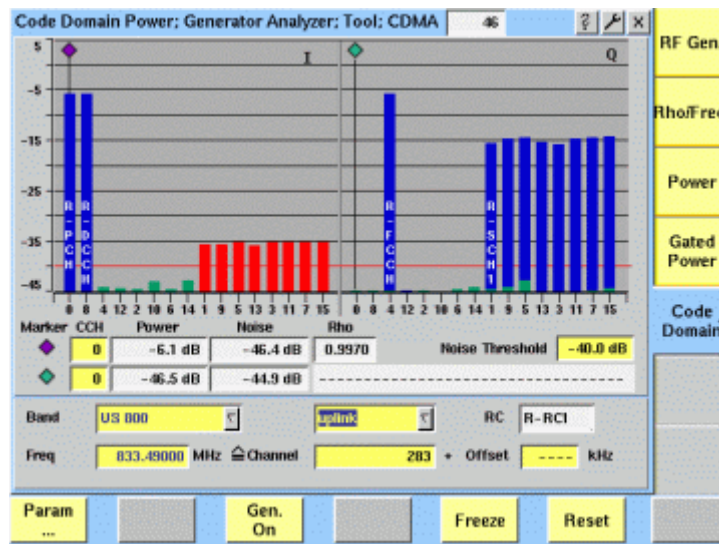 Code Domain Power; Generator Analyzer; Tool; CDMA 46 ? ×
5 I Q
-5
-15
-25
-35
-45
R-PCH
R-DCCH
R-FCCH
R-SCH1
0 8 4 12 2 10 6 14 1 9 5 13 3 11 7 15 0 8 4 12 2 10 6 14 1 9 5 13 3 11 7 15
Marker CCH Power Noise Rho
0 -6.1 dB -46.4 dB 0.9970 Noise Threshold -40.0 dB
0 -46.5 dB -44.9 dB ------------------------
Band US 800 uplink RC R-RC1
Freq 833.49000 MHz ≙ Channel 283 + Offset ---- kHz
RF Gen
Rho/Freq
Power
Gated
Power
Code
Domain
Param
...
Gen.
On
Freeze
Reset